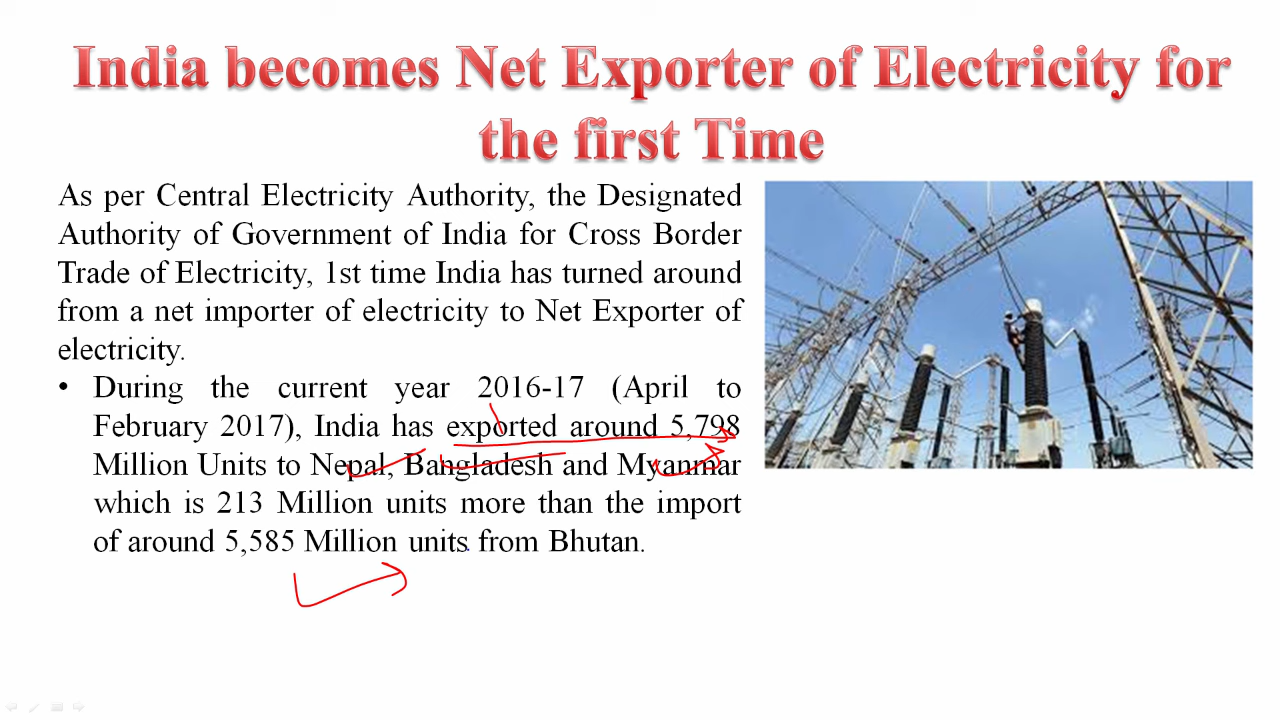 India becomes Net Exporter of Electricity for
the first Time
As per Central Electricity Authority, the Designated
Authority of Government of India for Cross Border
Trade of Electricity, 1st time India has turned around
from a net importer of electricity to Net Exporter of
electricity.
• During the current year 2016-17 (April to
February 2017), India has exported around 5,798
Million Units to Nepal, Bangladesh and Myanmar
which is 213 Million units more than the import
of around 5,585 Million units from Bhutan.